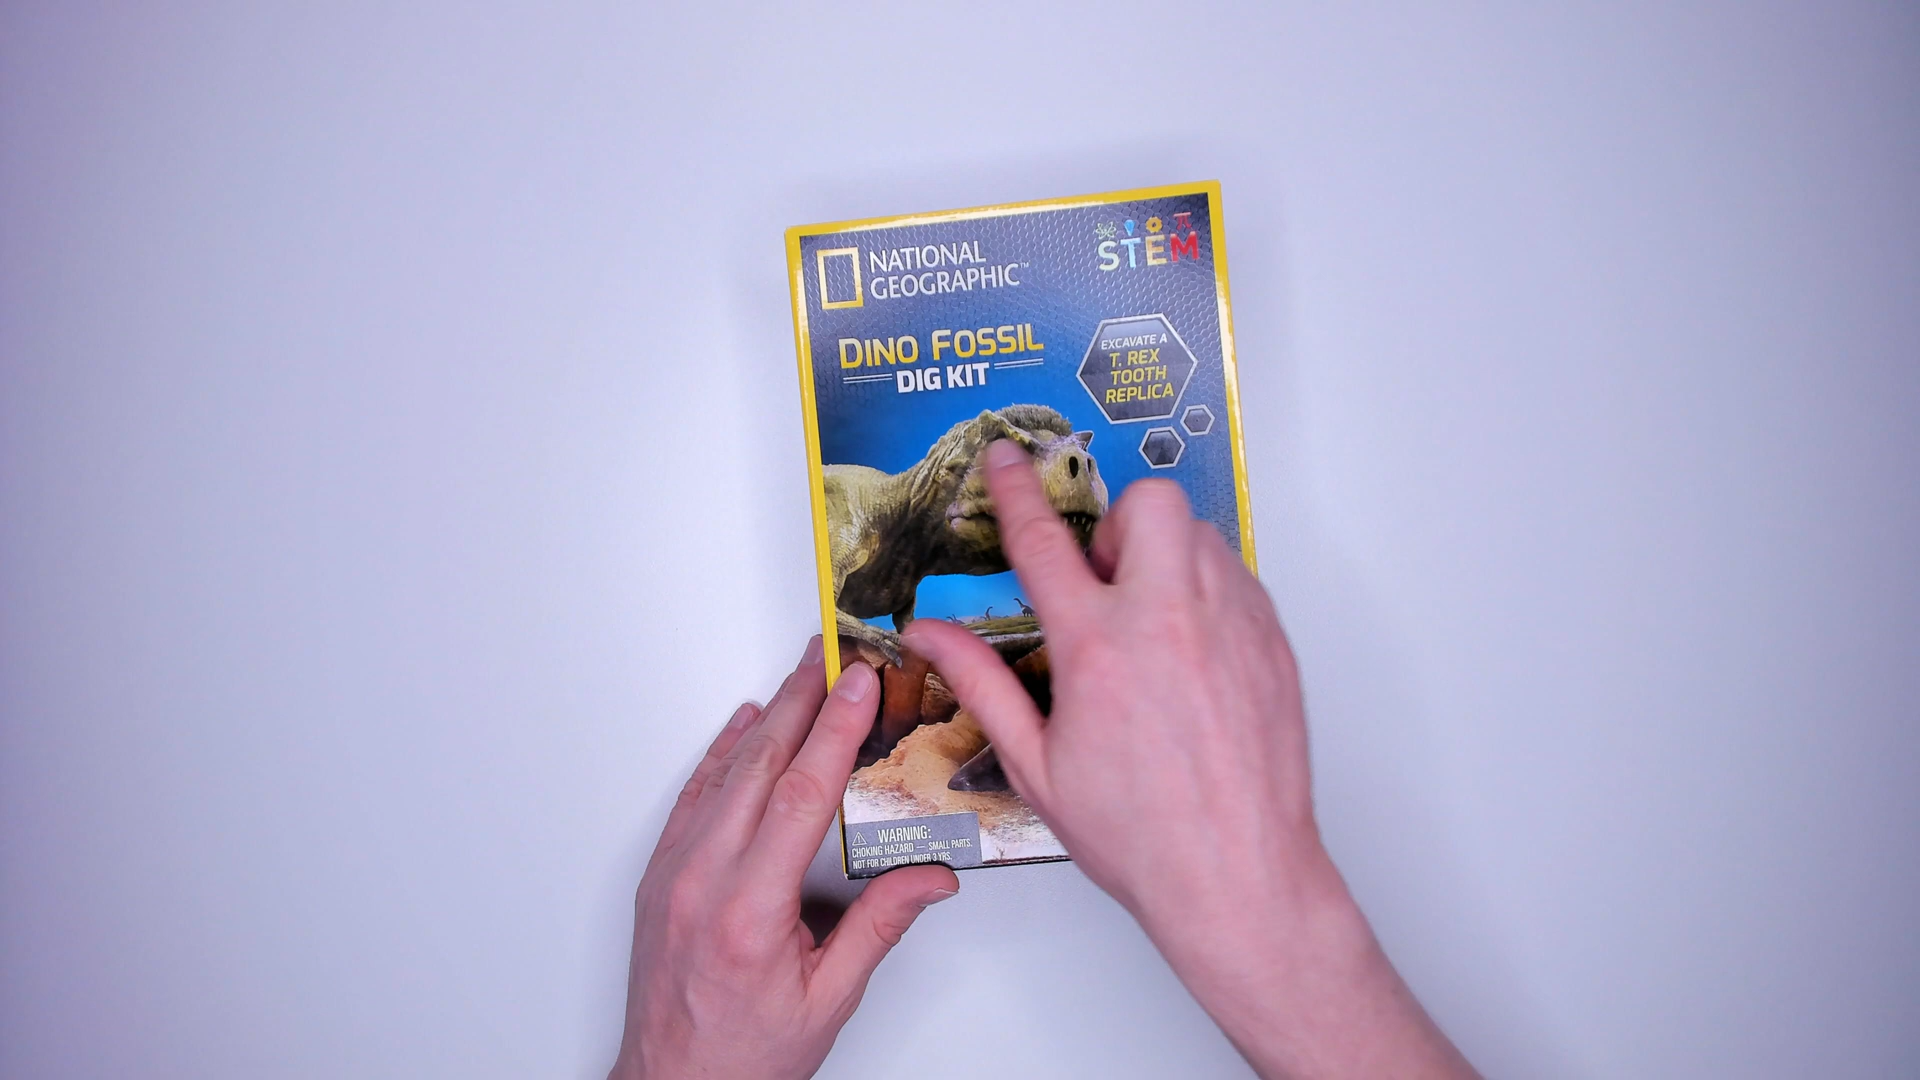 NATIONAL
GEOGRAPHIC™
STEM
DINO FOSSIL
DIG KIT
EXCAVATE A
T. REX
TOOTH
REPLICA
WARNING:
CHOKING HAZARD — SMALL PARTS.
NOT FOR CHILDREN UNDER 3 YRS.